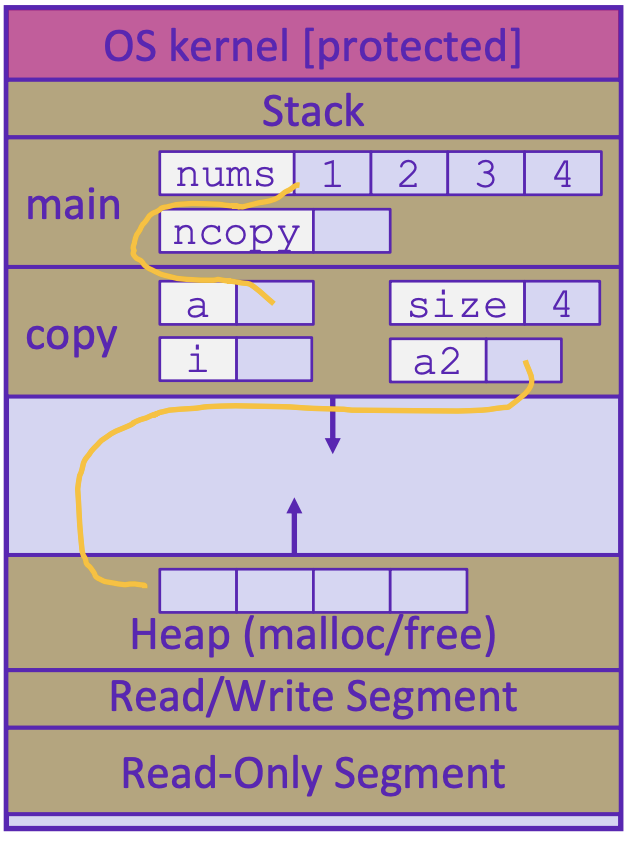 OS kernel [protected]
Stack
main
nums 1 2 3 4
ncopy
copy
a
size 4
i
a2
Heap (malloc/free)
Read/Write Segment
Read-Only Segment